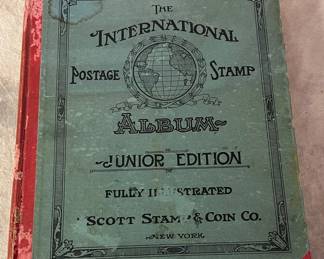 THE
INTERNATIONAL
POSTAGE STAMP
ALBUM
JUNIOR EDITION
FULLY ILLUSTRATED
SCOTT STAMP & COIN CO.
NEW YORK